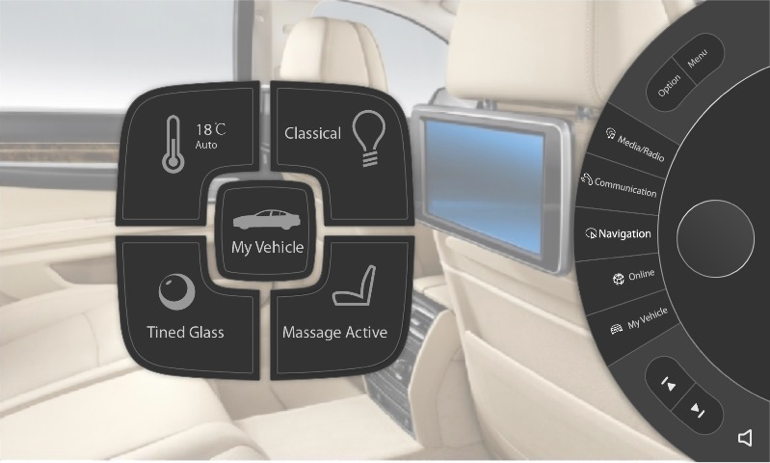 18℃
Auto
Classical
My Vehicle
Tined Glass
Massage Active
Option
Menu
Media/Radio
Communication
Navigation
Online
My Vehicle